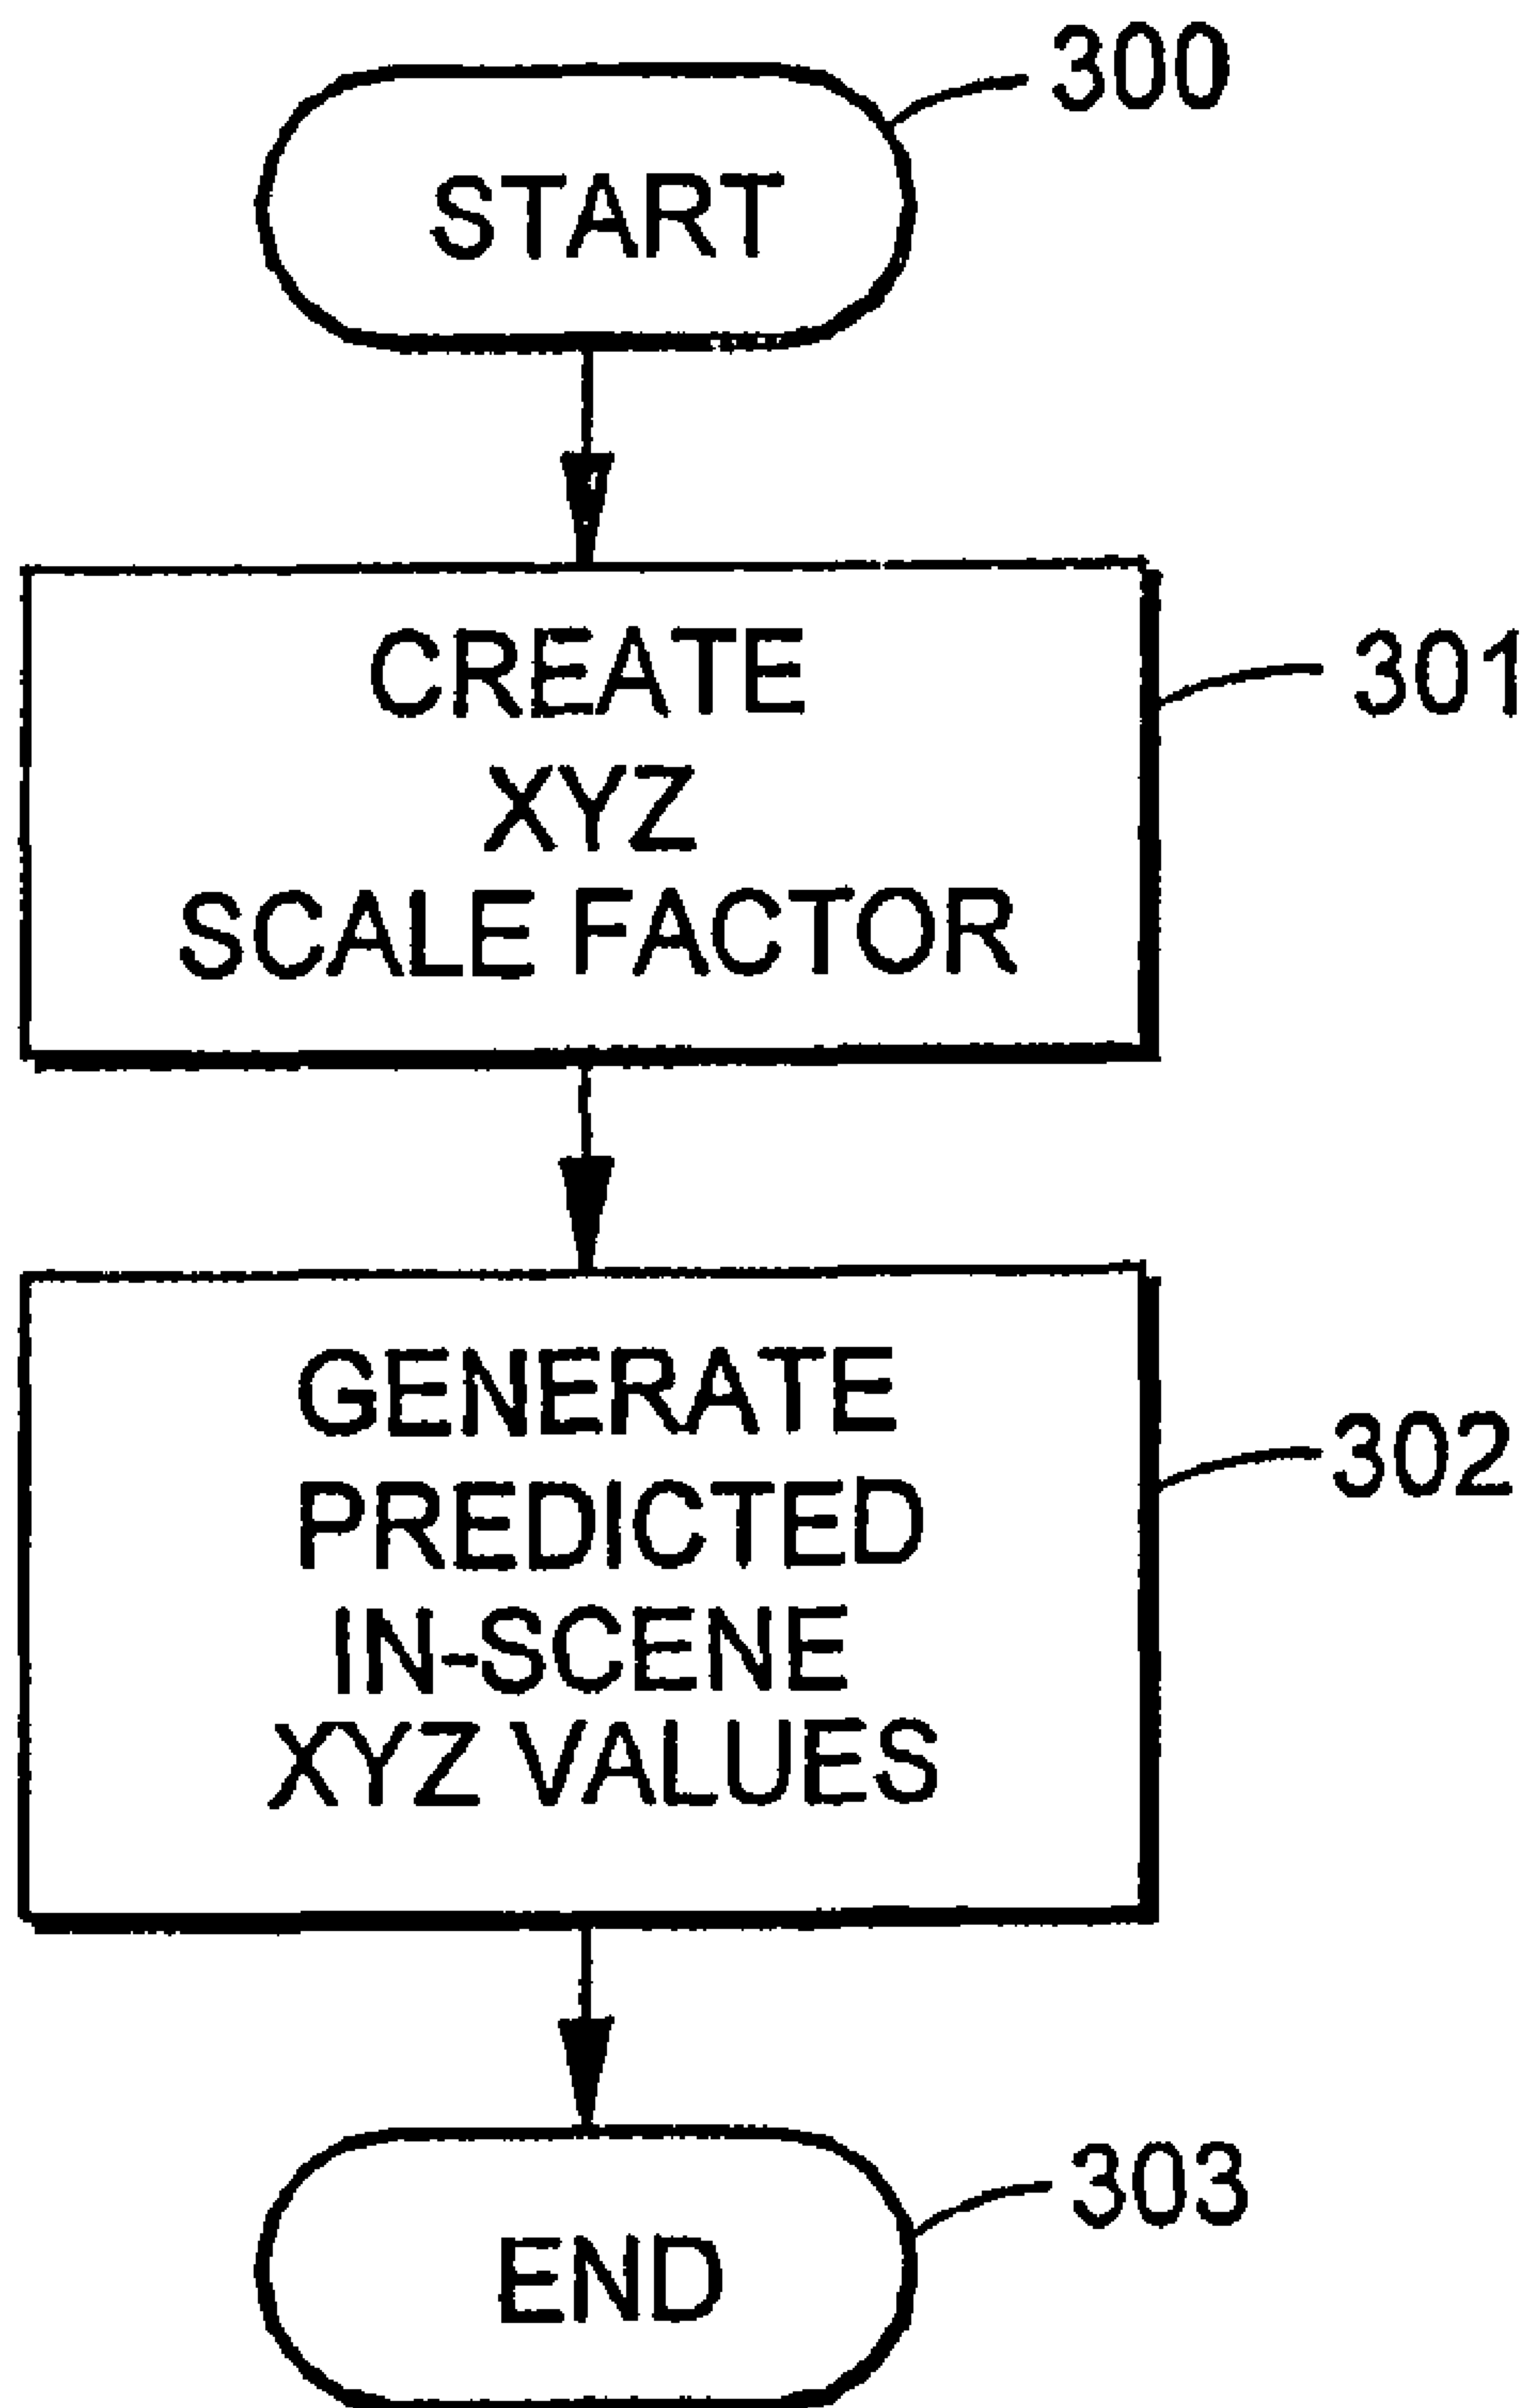 300
START
CREATE
XYZ
SCALE FACTOR
301
GENERATE
PREDICTED
IN-SCENE
XYZ VALUES
302
303
END